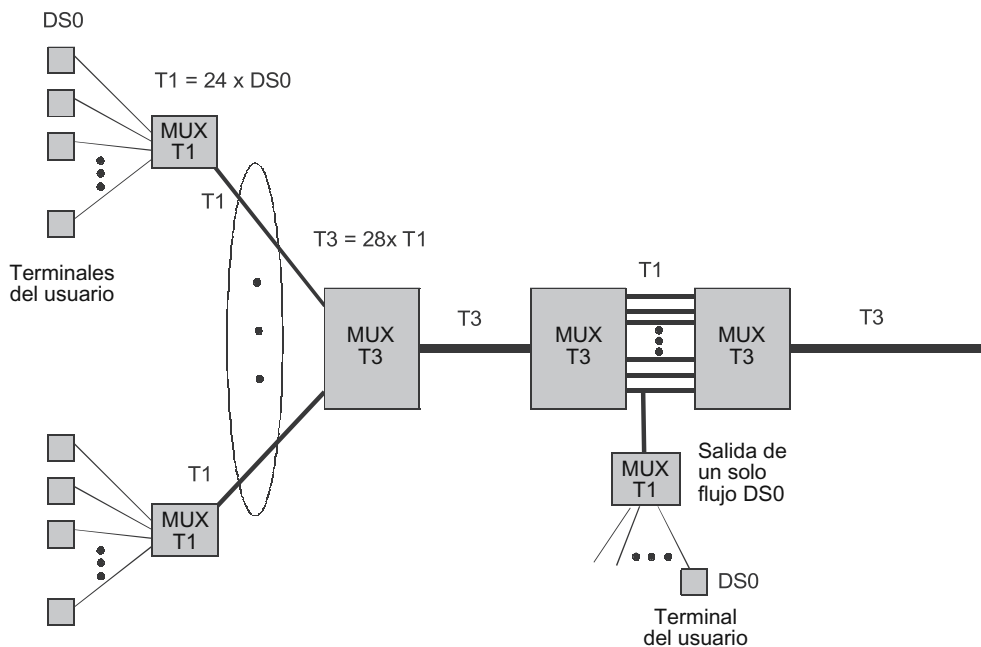 DS0
T1 = 24 x DS0
MUX
T1
T1
T3 = 28x T1
Terminales
del usuario
T1
MUX
T3
T3
MUX
T3
MUX
T3
T3
T1
MUX
T1
MUX
T1
Salida de
un solo
flujo DS0
DS0
Terminal
del usuario